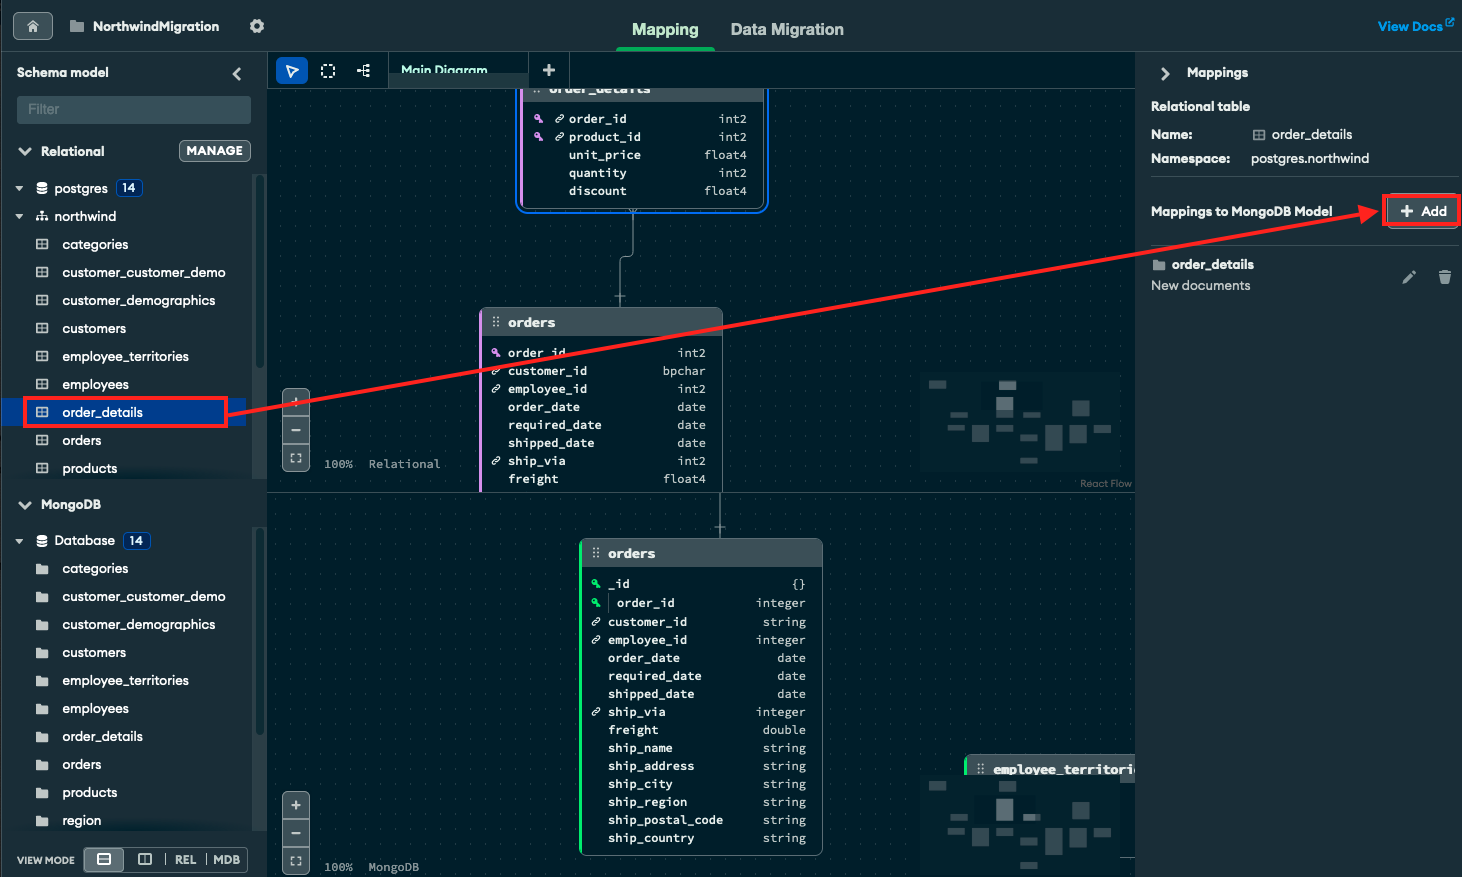 NorthwindMigration
Mapping
Data Migration
View Docs
Schema model
Filter
Relational
MANAGE
postgres 14
northwind
categories
customer_customer_demo
customer_demographics
customers
employee_territories
employees
order_details
orders
products
MongoDB
Database 14
categories
customer_customer_demo
customer_demographics
customers
employee_territories
employees
order_details
orders
products
region
VIEW MODE REL MDB
Main Diagram
order_details
order_id int2
product_id int2
unit_price float4
quantity int2
discount float4
orders
order_id int2
customer_id bpchar
employee_id int2
order_date date
required_date date
shipped_date date
ship_via int2
freight float4
100% Relational
React Flow
orders
_id {}
order_id integer
customer_id string
employee_id integer
order_date date
required_date date
shipped_date date
ship_via integer
freight double
ship_name string
ship_address string
ship_city string
ship_region string
ship_postal_code string
ship_country string
employee_territori
100% MongoDB
Mappings
Relational table
Name: order_details
Namespace: postgres.northwind
Mappings to MongoDB Model
+ Add
order_details
New documents